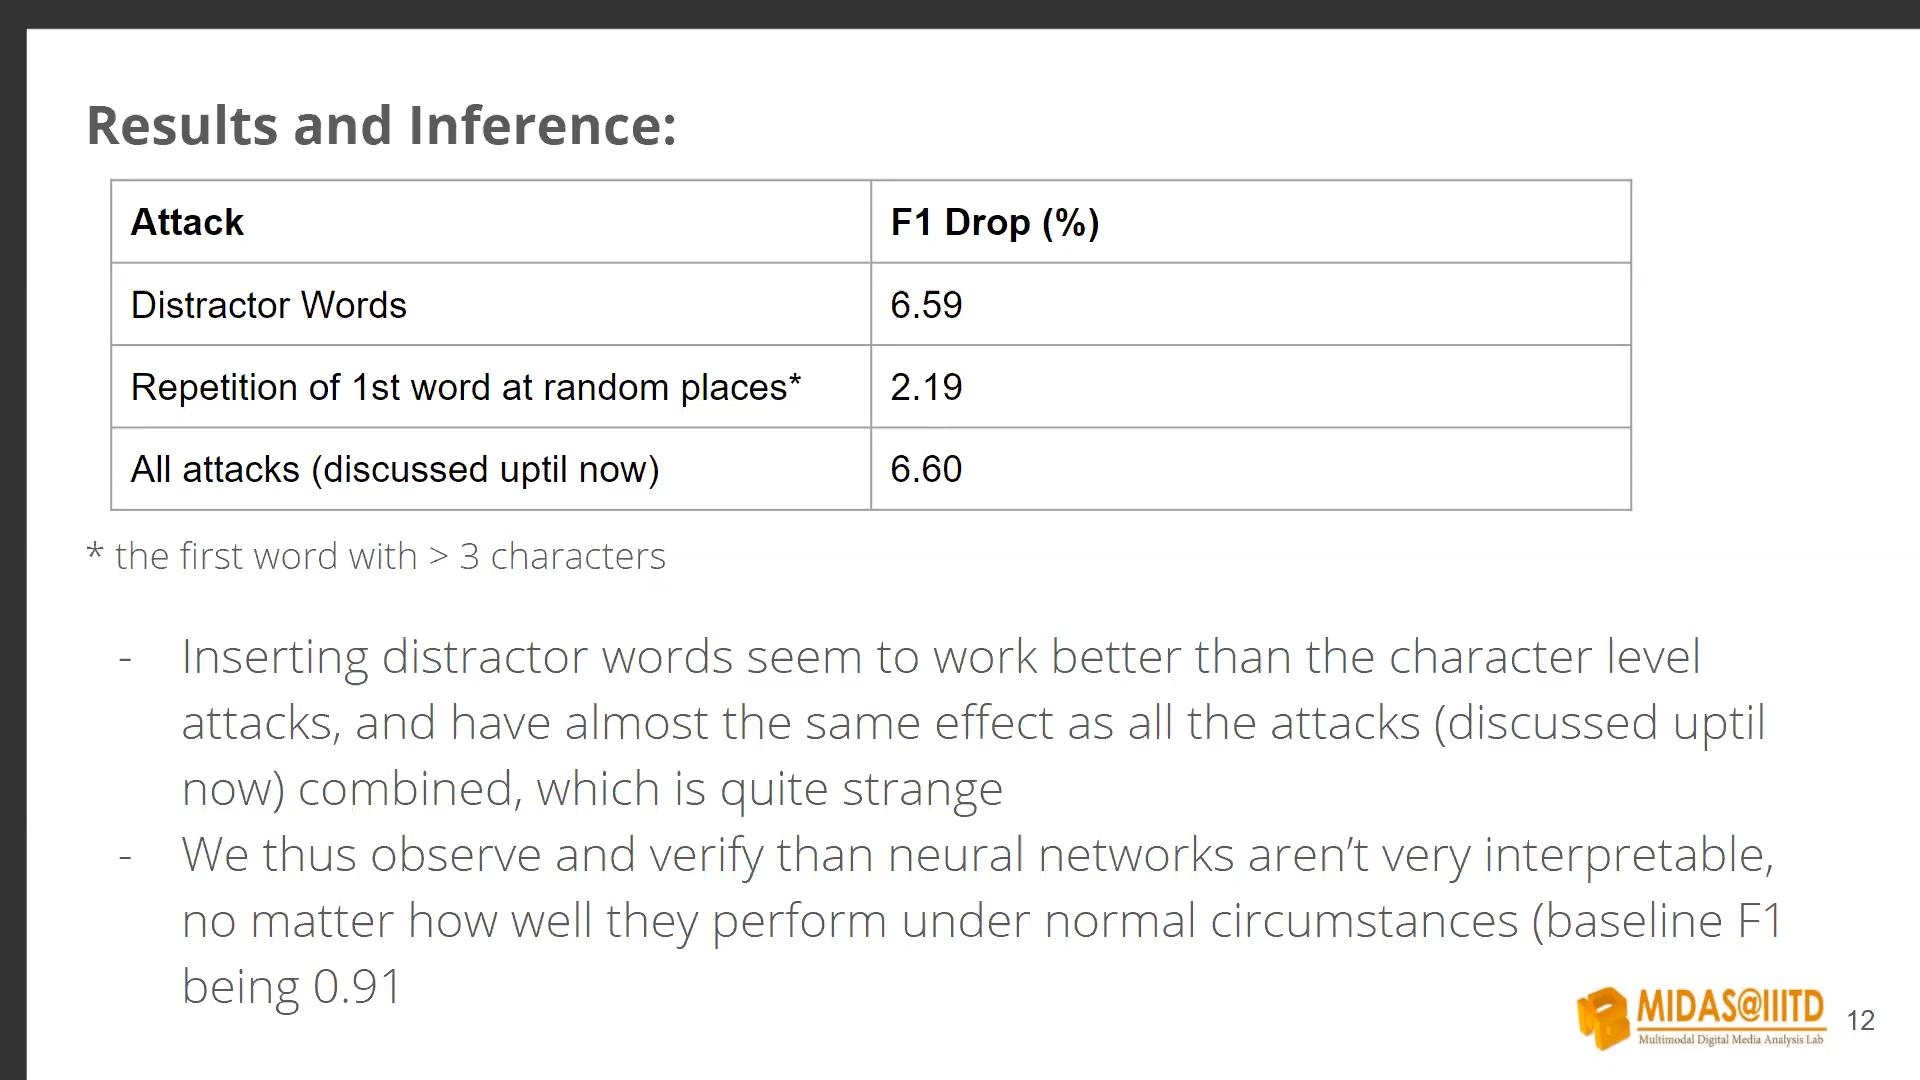 Results and Inference:
Attack
F1 Drop (%)
Distractor Words
6.59
Repetition of 1st word at random places*
2.19
All attacks (discussed uptil now)
6.60
* the first word with > 3 characters
- Inserting distractor words seem to work better than the character level
attacks, and have almost the same effect as all the attacks (discussed uptil
now) combined, which is quite strange
- We thus observe and verify than neural networks aren’t very interpretable,
no matter how well they perform under normal circumstances (baseline F1
being 0.91
MIDAS@IIITD
Multimodal Digital Media Analysis Lab
12